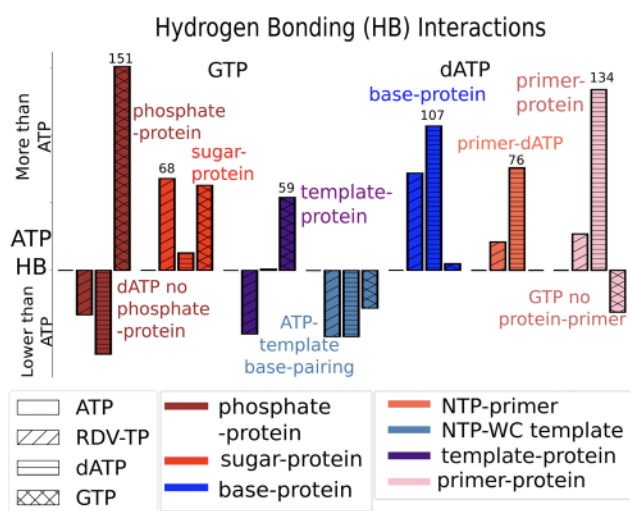 Hydrogen Bonding (HB) Interactions
151
GTP
dATP
134
primer-
protein
base-protein
107
phosphate
-protein
More than
ATP
68
sugar-
protein
primer-dATP
76
59
template-
protein
ATP
HB
dATP no
phosphate
-protein
ATP-
template
base-pairing
GTP no
protein-primer
Lower than
ATP
ATP
RDV-TP
dATP
GTP
phosphate
-protein
sugar-protein
base-protein
NTP-primer
NTP-WC template
template-protein
primer-protein